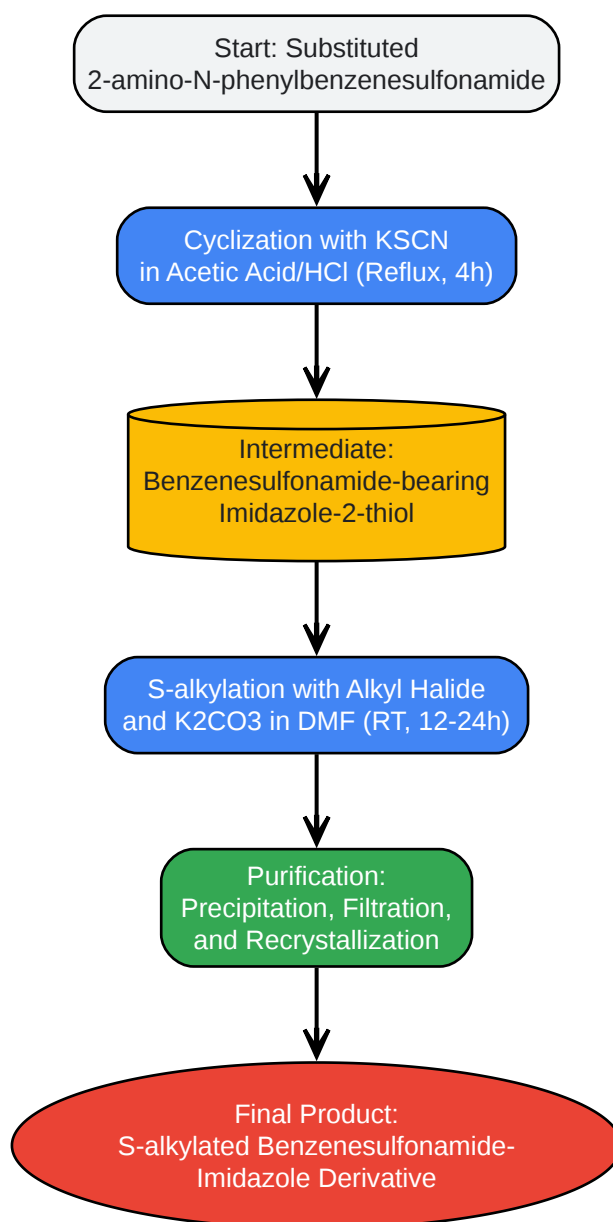 Start: Substituted
2-amino-N-phenylbenzenesulfonamide
Cyclization with KSCN
in Acetic Acid/HCl (Reflux, 4h)
Intermediate:
Benzenesulfonamide-bearing
Imidazole-2-thiol
S-alkylation with Alkyl Halide
and K2CO3 in DMF (RT, 12-24h)
Purification:
Precipitation, Filtration,
and Recrystallization
Final Product:
S-alkylated Benzenesulfonamide-
Imidazole Derivative